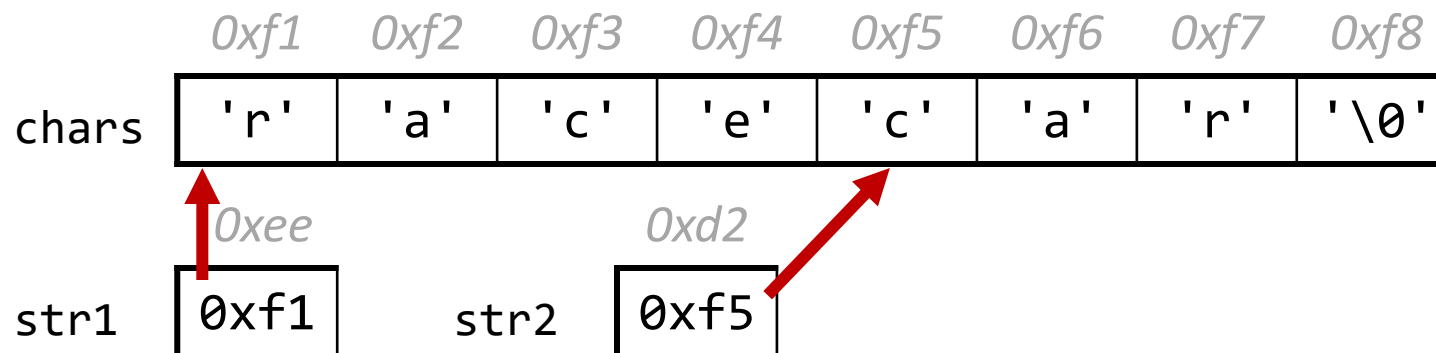 0xf1 0xf2 0xf3 0xf4 0xf5 0xf6 0xf7 0xf8
chars 'r' 'a' 'c' 'e' 'c' 'a' 'r' '\0'
0xee 0xd2
str1 0xf1 str2 0xf5